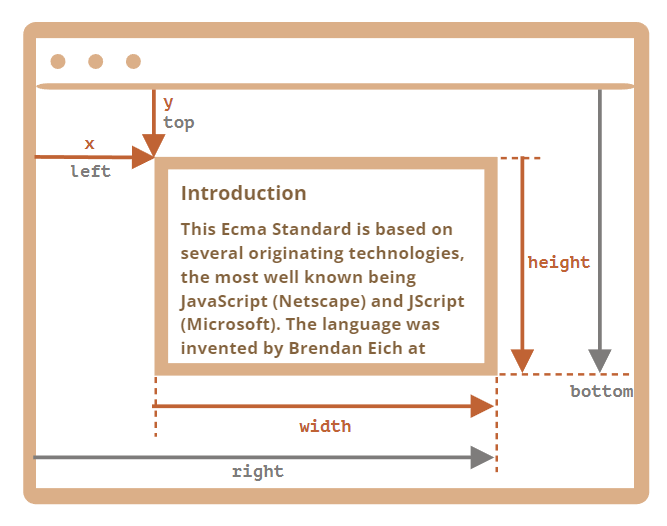 y
top
x
left
Introduction
This Ecma Standard is based on
several originating technologies,
the most well known being
JavaScript (Netscape) and JScript
(Microsoft). The language was
invented by Brendan Eich at
height
bottom
width
right